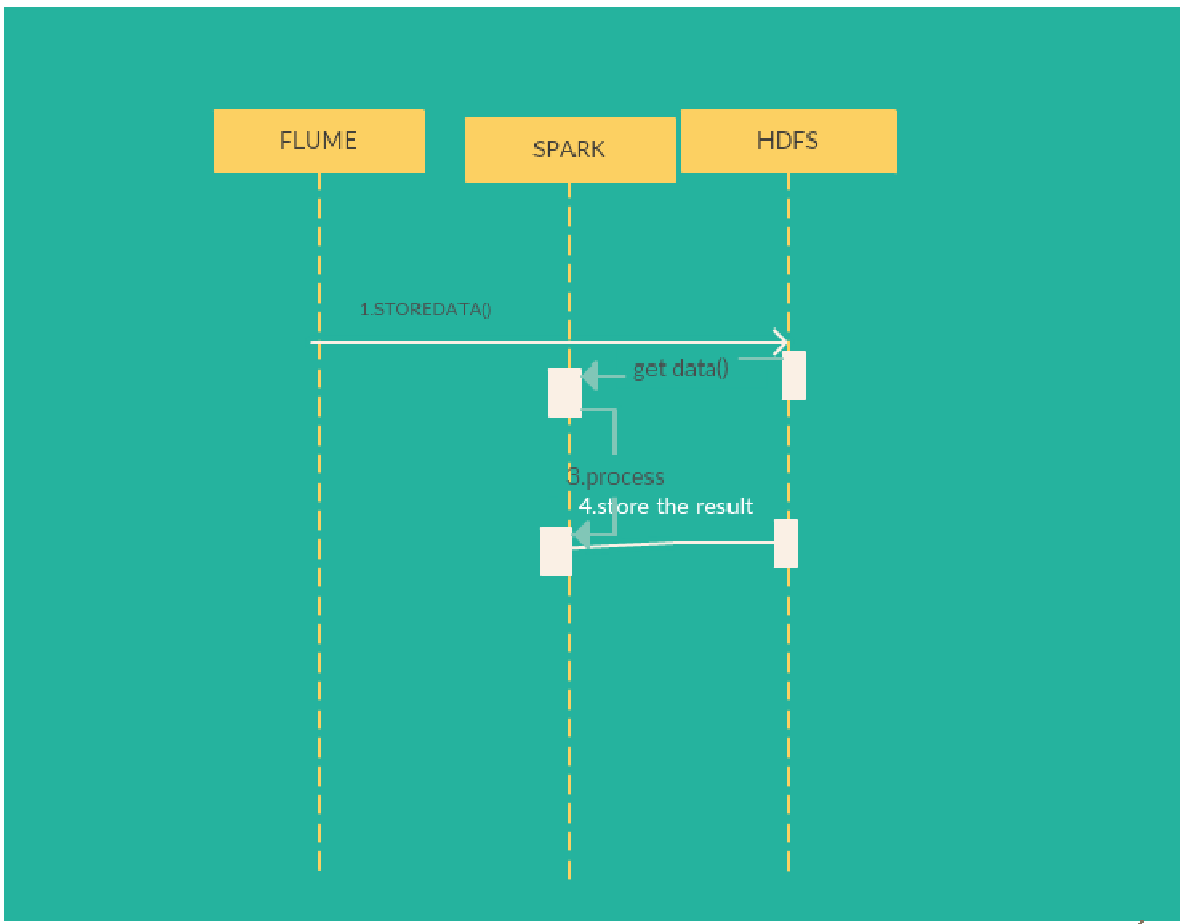 FLUME
SPARK
HDFS
1.STOREDATA()
get data()
3.process
4.store the result